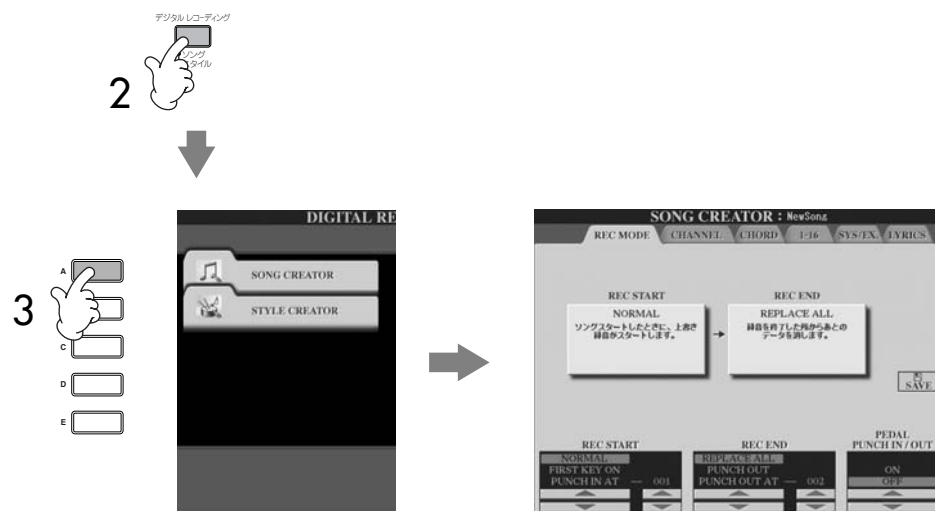 デジタル レコーディング
ソング
スタイル
2
3
A
C
D
E
DIGITAL RE
SONG CREATOR
STYLE CREATOR
SONG CREATOR : NewSong
REC MODE CHANNEL CHORD 1-16 SYS/EX. LYRICS
REC START
NORMAL
ソングスタートしたときに、上書き
録音がスタートします。
REC END
REPLACE ALL
録音を終了した所からあとの
データを消します。
SAVE
REC START
NORMAL
FIRST KEY ON
PUNCH IN AT — 001
REC END
REPLACE ALL
PUNCH OUT
PUNCH OUT AT — 002
PEDAL
PUNCH IN / OUT
ON
OFF